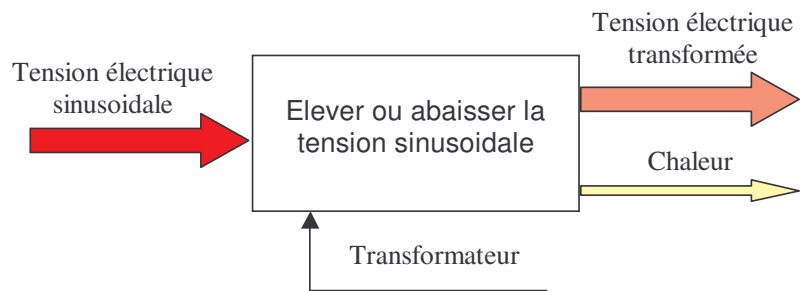 Tension électrique
sinusoidale
Elever ou abaisser la
tension sinusoidale
Tension électrique
transformée
Chaleur
Transformateur